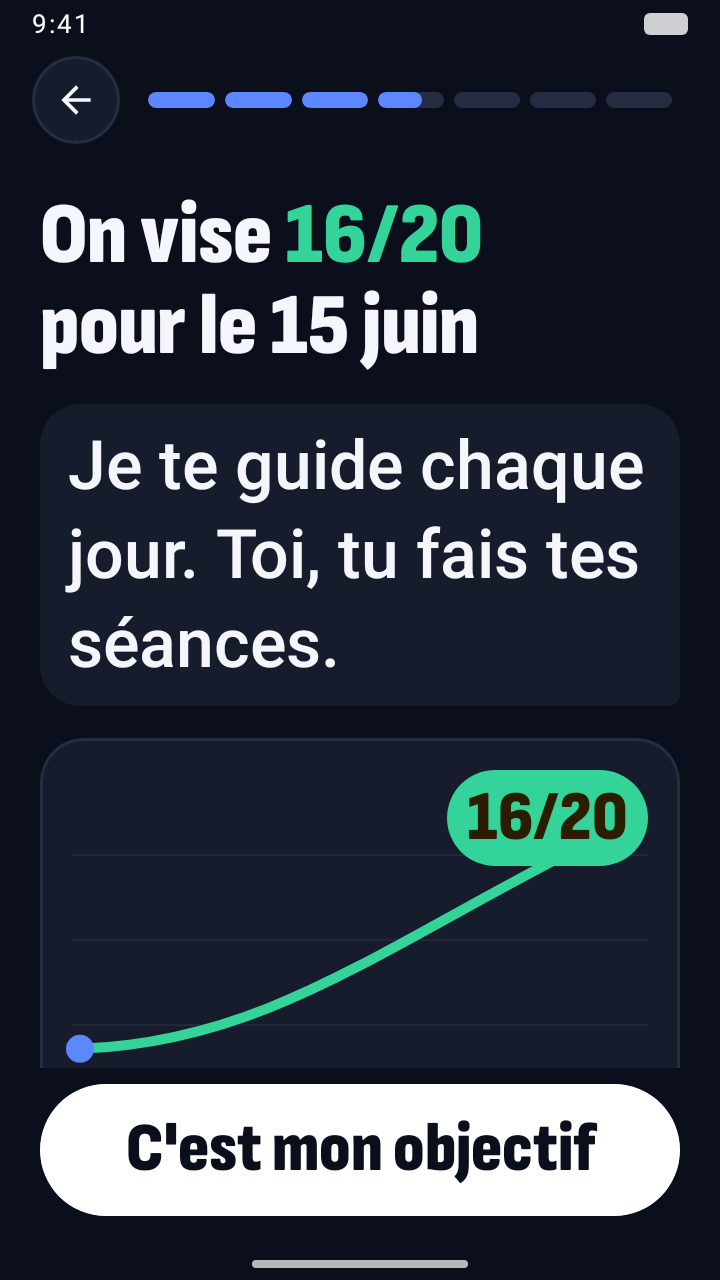 9:41
On vise 16/20
pour le 15 juin
Je te guide chaque
jour. Toi, tu fais tes
séances.
16/20
C'est mon objectif